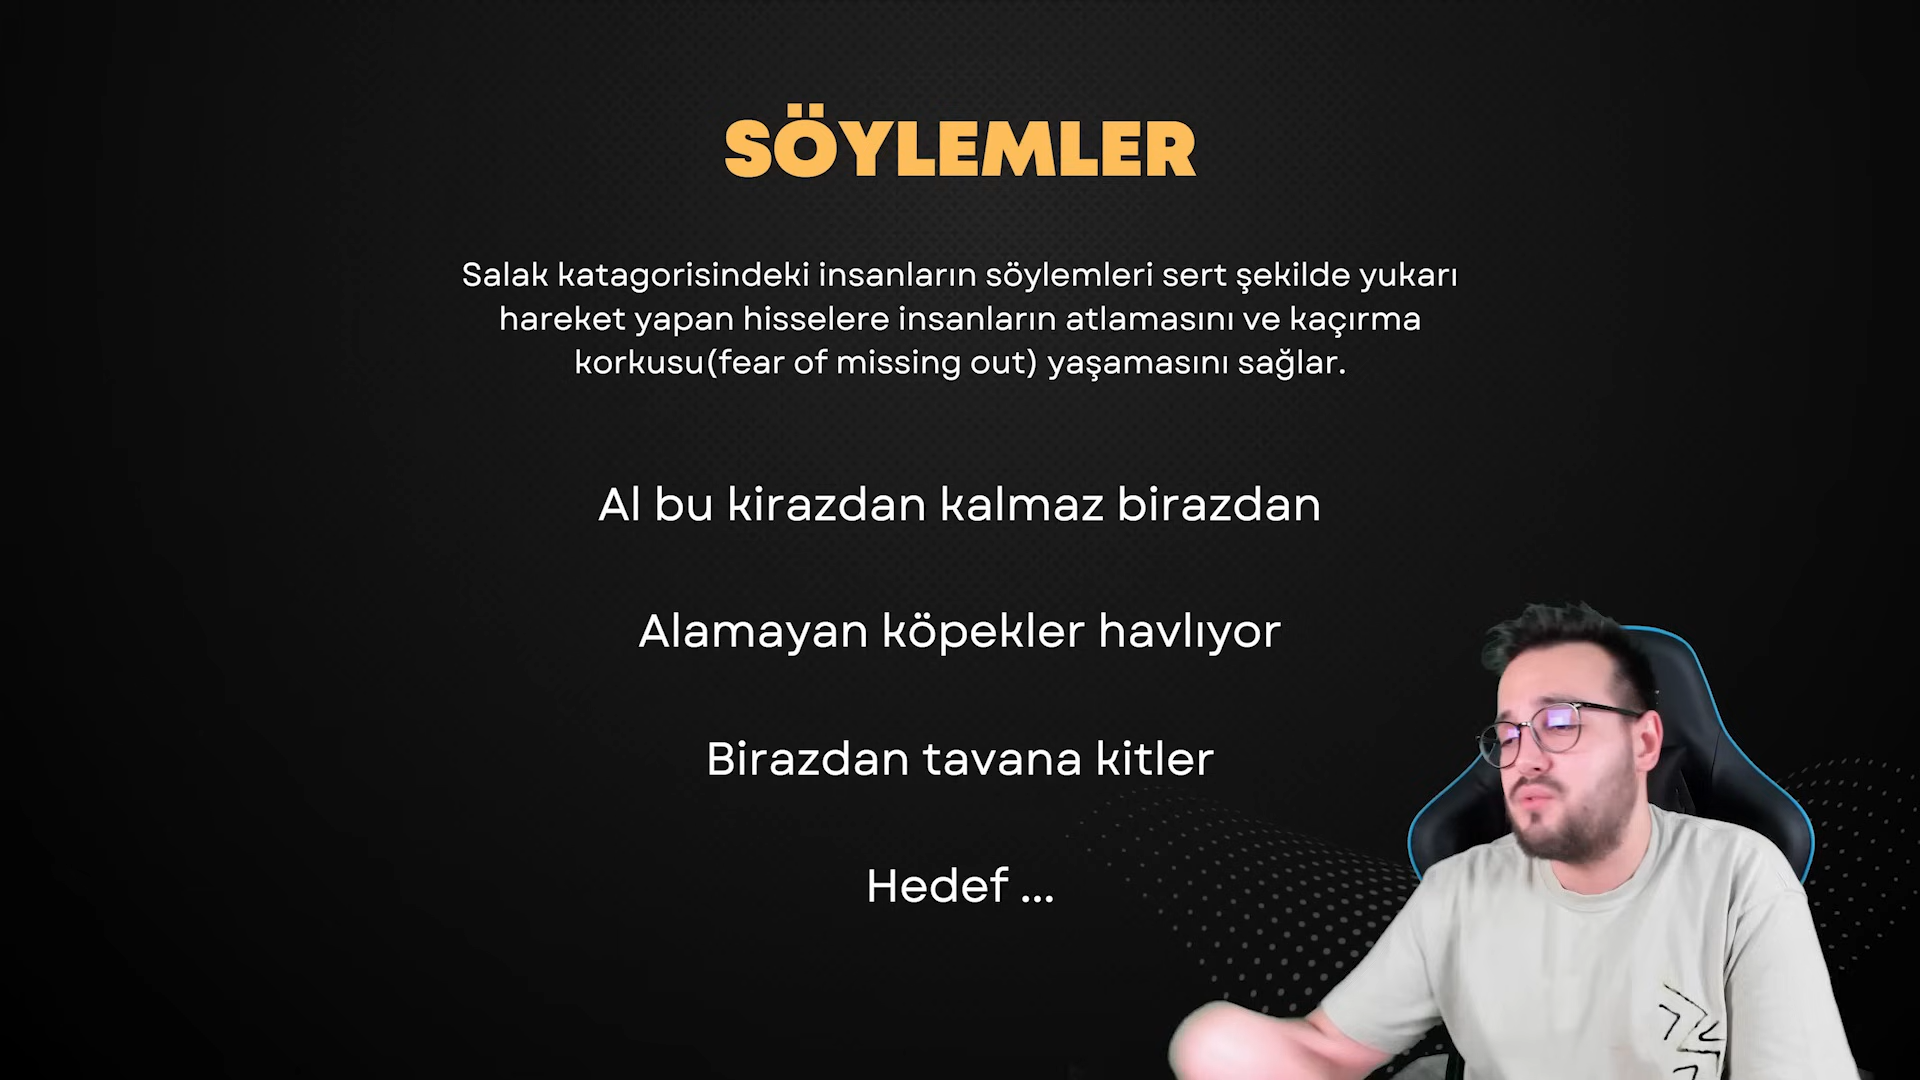 SÖYLEMLER
Salak katagorisindeki insanların söylemleri sert şekilde yukarı
hareket yapan hisselere insanların atlamasını ve kaçırma
korkusu(fear of missing out) yaşamasını sağlar.
Al bu kirazdan kalmaz birazdan
Alamayan köpekler havlıyor
Birazdan tavana kitler
Hedef ...